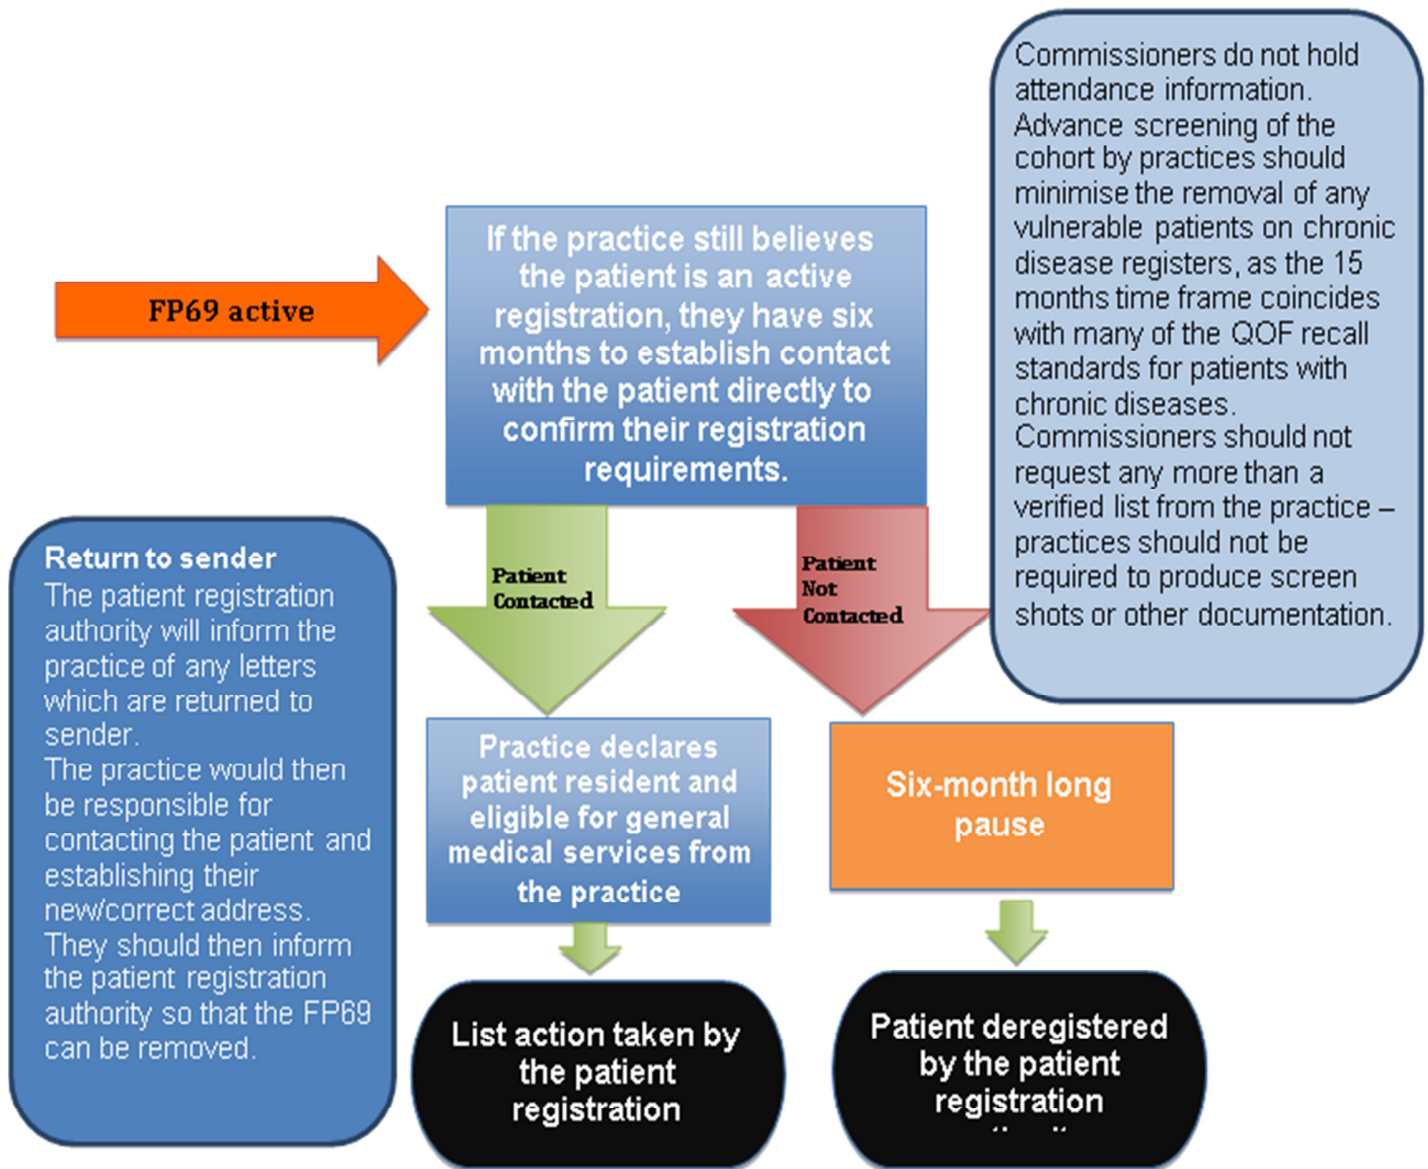 Commissioners do not hold
attendance information.
Advance screening of the
cohort by practices should
minimise the removal of any
vulnerable patients on chronic
disease registers, as the 15
months time frame coincides
with many of the QOF recall
standards for patients with
chronic diseases.
Commissioners should not
request any more than a
verified list from the practice –
practices should not be
required to produce screen
shots or other documentation.
FP69 active
If the practice still believes
the patient is an active
registration, they have six
months to establish contact
with the patient directly to
confirm their registration
requirements.
Return to sender
The patient registration
authority will inform the
practice of any letters
which are returned to
sender.
The practice would then
be responsible for
contacting the patient and
establishing their
new/correct address.
They should then inform
the patient registration
authority so that the FP69
can be removed.
Patient
Contacted
Patient
Not
Contacted
Practice declares
patient resident and
eligible for general
medical services from
the practice
Six-month long
pause
List action taken by
the patient
registration
Patient deregistered
by the patient
registration